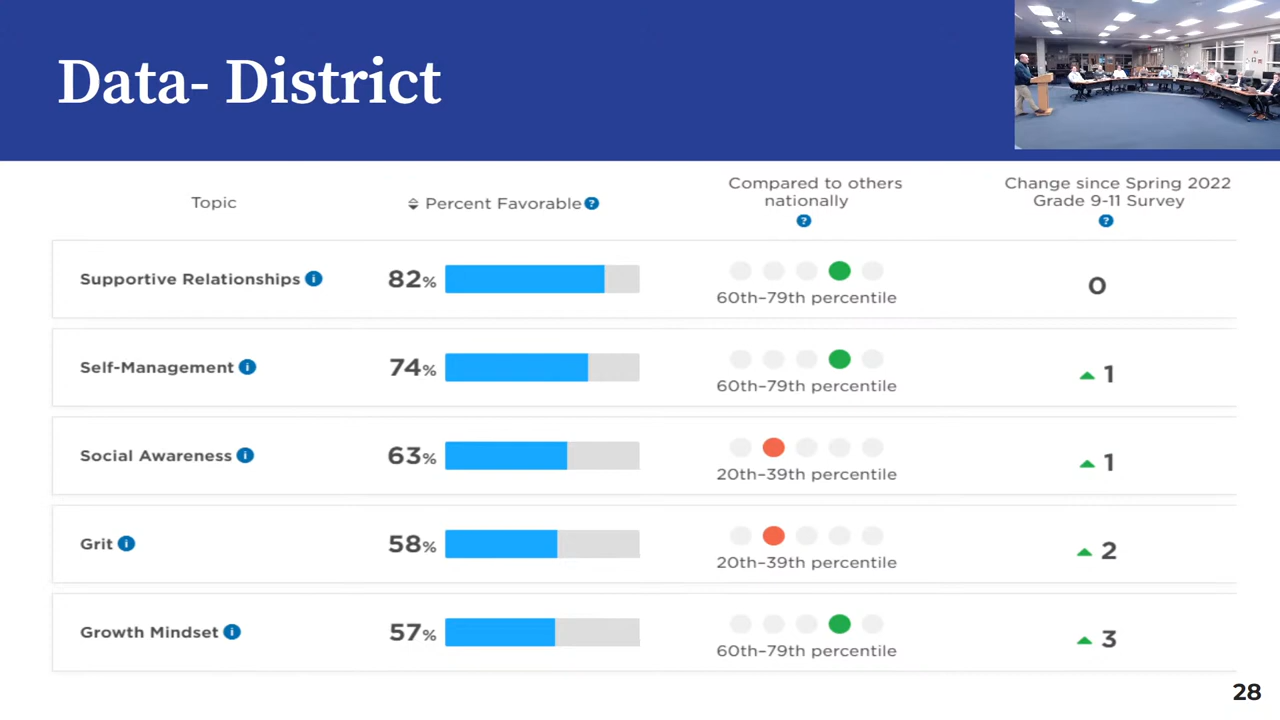 Data- District
Topic
Percent Favorable ?
Compared to others
nationally
?
Change since Spring 2022
Grade 9-11 Survey
?
Supportive Relationships i
82%
60th–79th percentile
0
Self-Management i
74%
60th–79th percentile
1
Social Awareness i
63%
20th–39th percentile
1
Grit i
58%
20th–39th percentile
2
Growth Mindset i
57%
60th–79th percentile
3
28